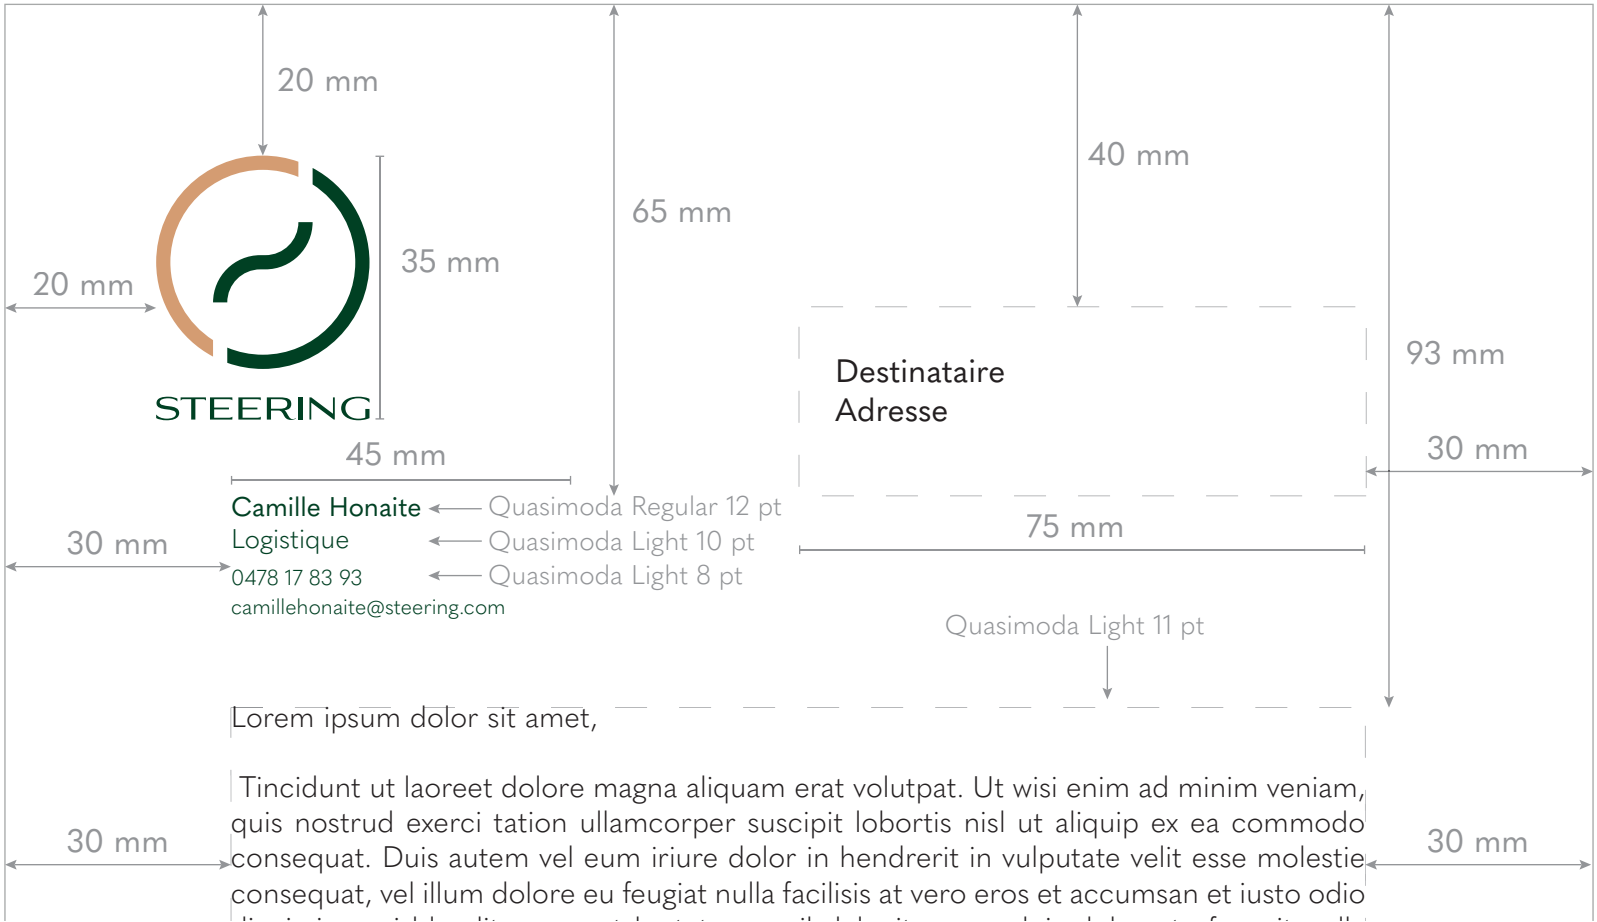 20 mm
40 mm
65 mm
35 mm
20 mm
93 mm
Destinataire
Adresse
STEERING
45 mm
30 mm
Camille Honaite
Quasimoda Regular 12 pt
Logistique
Quasimoda Light 10 pt
75 mm
30 mm
0478 17 83 93
Quasimoda Light 8 pt
camillehonaite@steering.com
Quasimoda Light 11 pt
Lorem ipsum dolor sit amet,
Tincidunt ut laoreet dolore magna aliquam erat volutpat. Ut wisi enim ad minim veniam,
quis nostrud exerci tation ullamcorper suscipit lobortis nisl ut aliquip ex ea commodo
30 mm
30 mm
consequat. Duis autem vel eum iriure dolor in hendrerit in vulputate velit esse molestie
consequat, vel illum dolore eu feugiat nulla facilisis at vero eros et accumsan et iusto odio